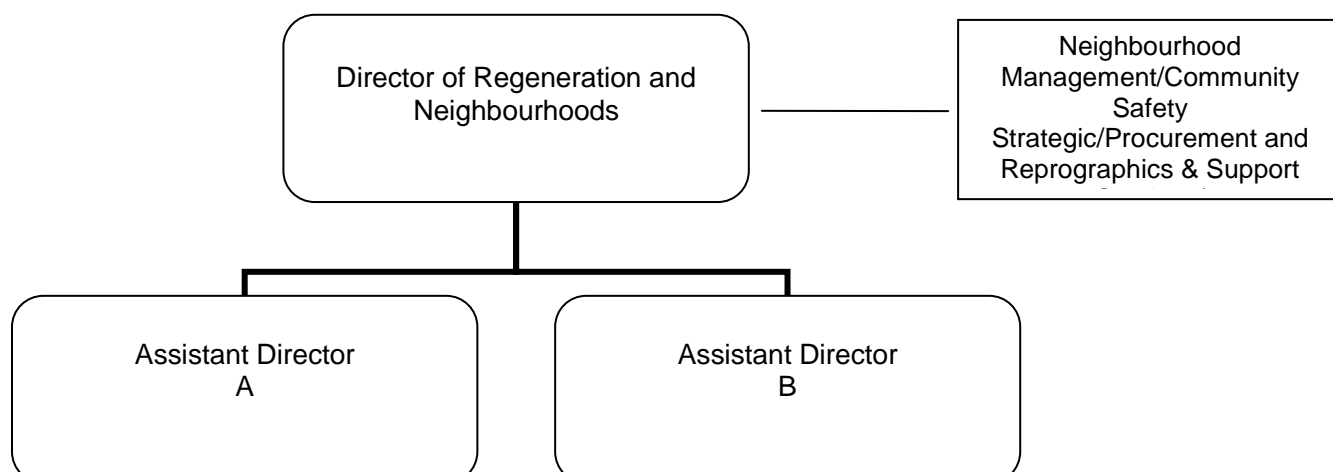 Director of Regeneration and
Neighbourhoods
Neighbourhood
Management/Community
Safety
Strategic/Procurement and
Reprographics & Support
Assistant Director
A
Assistant Director
B